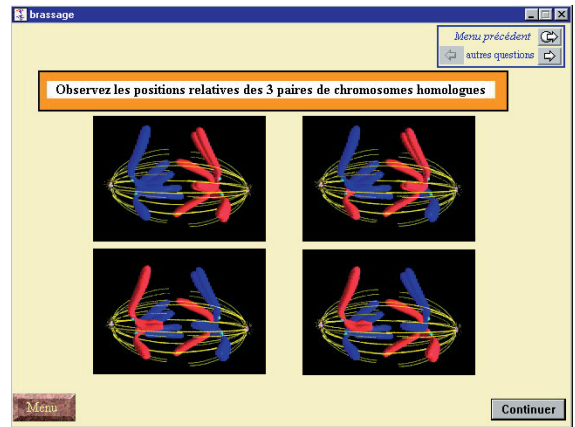 brassage
Menu précédent
autres questions
Observez les positions relatives des 3 paires de chromosomes homologues
Menu
Continuer